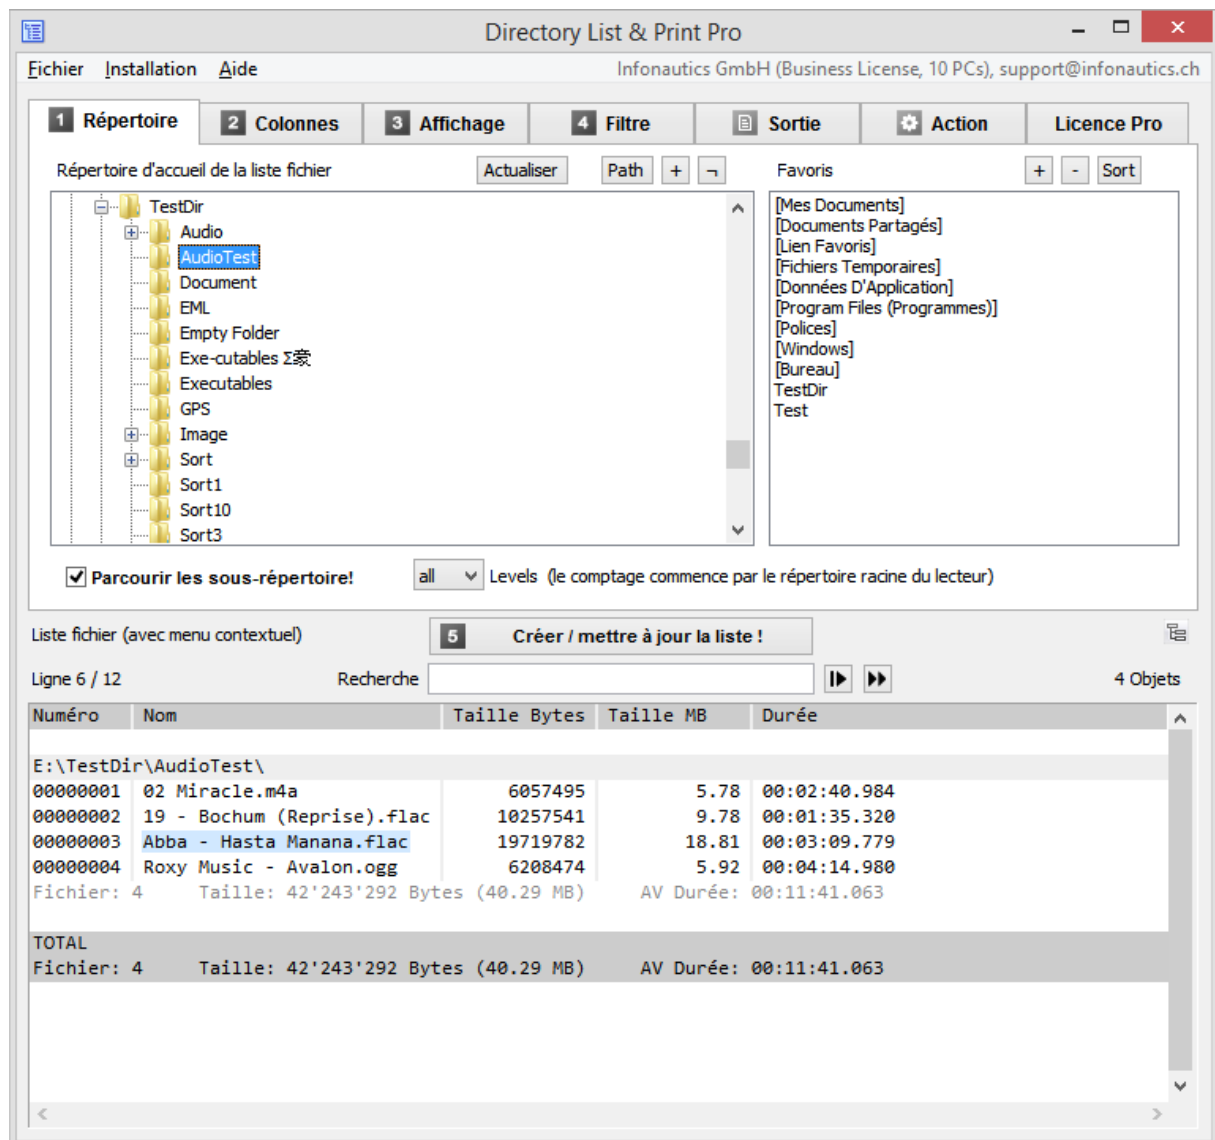 Directory List & Print Pro
Fichier Installation Aide Infonautics GmbH (Business License, 10 PCs), support@infonautics.ch
1 Répertoire 2 Colonnes 3 Affichage 4 Filtre Sortie Action Licence Pro
Répertoire d'accueil de la liste fichier Actualiser Path + ¬ Favoris + - Sort
TestDir
Audio
AudioTest
Document
EML
Empty Folder
Exe-cutables Σ
Executables
GPS
Image
Sort
Sort1
Sort10
Sort3
[Mes Documents]
[Documents Partagés]
[Lien Favoris]
[Fichiers Temporaires]
[Données D'Application]
[Program Files (Programmes)]
[Polices]
[Windows]
[Bureau]
TestDir
Test
Parcourir les sous-répertoire! all Levels (le comptage commence par le répertoire racine du lecteur)
Liste fichier (avec menu contextuel) 5 Créer / mettre à jour la liste !
Ligne 6 / 12 Recherche 4 Objets
Numéro Nom Taille Bytes Taille MB Durée
E:\TestDir\AudioTest\
00000001 02 Miracle.m4a 6057495 5.78 00:02:40.984
00000002 19 - Bochum (Reprise).flac 10257541 9.78 00:01:35.320
00000003 Abba - Hasta Manana.flac 19719782 18.81 00:03:09.779
00000004 Roxy Music - Avalon.ogg 6208474 5.92 00:04:14.980
Fichier: 4 Taille: 42'243'292 Bytes (40.29 MB) AV Durée: 00:11:41.063
TOTAL
Fichier: 4 Taille: 42'243'292 Bytes (40.29 MB) AV Durée: 00:11:41.063